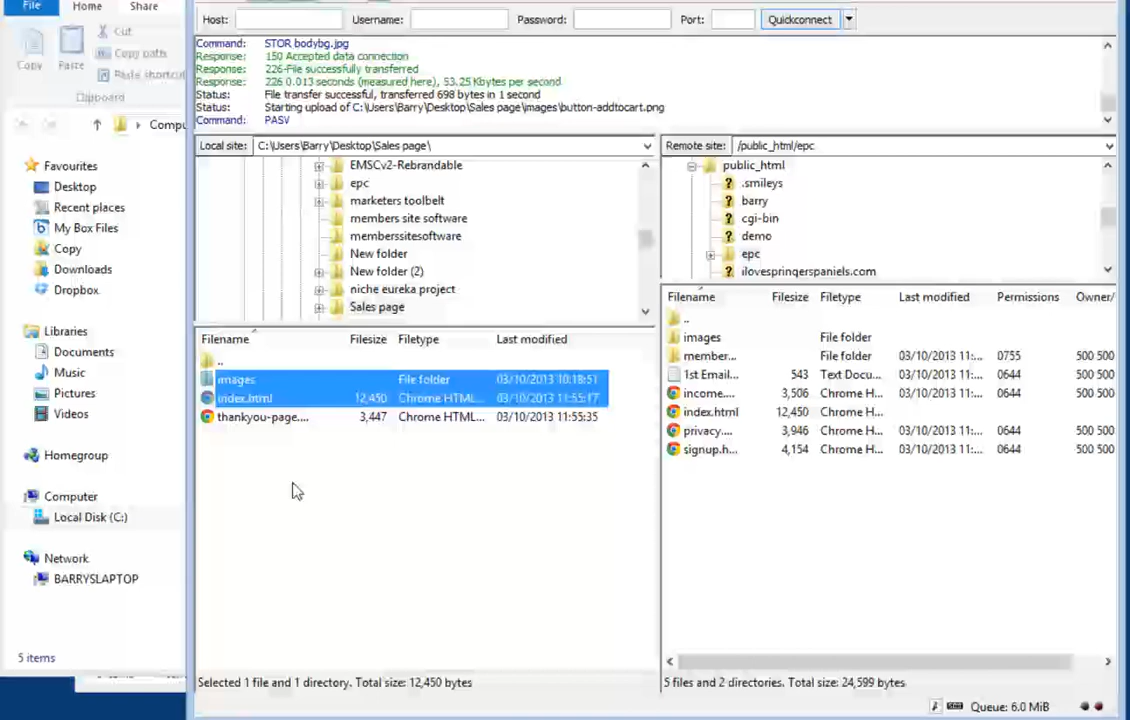 File Home Share
Host: Username: Password: Port: Quickconnect
Cut
Copy path
Paste shortcut
Copy Paste
Clipboard
Compu
Favourites
Desktop
Recent places
My Box Files
Copy
Downloads
Dropbox
Libraries
Documents
Music
Pictures
Videos
Homegroup
Computer
Local Disk (C:)
Network
BARRYSLAPTOP
5 items
Command: STOR bodybg.jpg
Response: 150 Accepted data connection
Response: 226-File successfully transferred
Response: 226 0.013 seconds (measured here), 53.25 Kbytes per second
Status: File transfer successful, transferred 698 bytes in 1 second
Status: Starting upload of C:\Users\Barry\Desktop\Sales page\images\button-addtocart.png
Command: PASV
Local site: C:\Users\Barry\Desktop\Sales page\
EMSCv2-Rebrandable
epc
marketers toolbelt
members site software
memberssitesoftware
New folder
New folder (2)
niche eureka project
Sales page
Filename Filesize Filetype Last modified
..
images File folder 03/10/2013 10:18:51
index.html 12,450 Chrome HTML... 03/10/2013 11:55:17
thankyou-page.... 3,447 Chrome HTML... 03/10/2013 11:55:35
Selected 1 file and 1 directory. Total size: 12,450 bytes
Remote site: /public_html/epc
public_html
.smileys
barry
cgi-bin
demo
epc
ilovespringerspaniels.com
Filename Filesize Filetype Last modified Permissions Owner/
..
images File folder
member... File folder 03/10/2013 11:... 0755 500 500
1st Email... 543 Text Docu... 03/10/2013 11:... 0644 500 500
income.... 3,506 Chrome H... 03/10/2013 11:... 0644 500 500
index.html 12,450 Chrome H... 03/10/2013 11:...
privacy.... 3,946 Chrome H... 03/10/2013 11:... 0644 500 500
signup.h... 4,154 Chrome H... 03/10/2013 11:... 0644 500 500
5 files and 2 directories. Total size: 24,599 bytes
Queue: 6.0 MiB